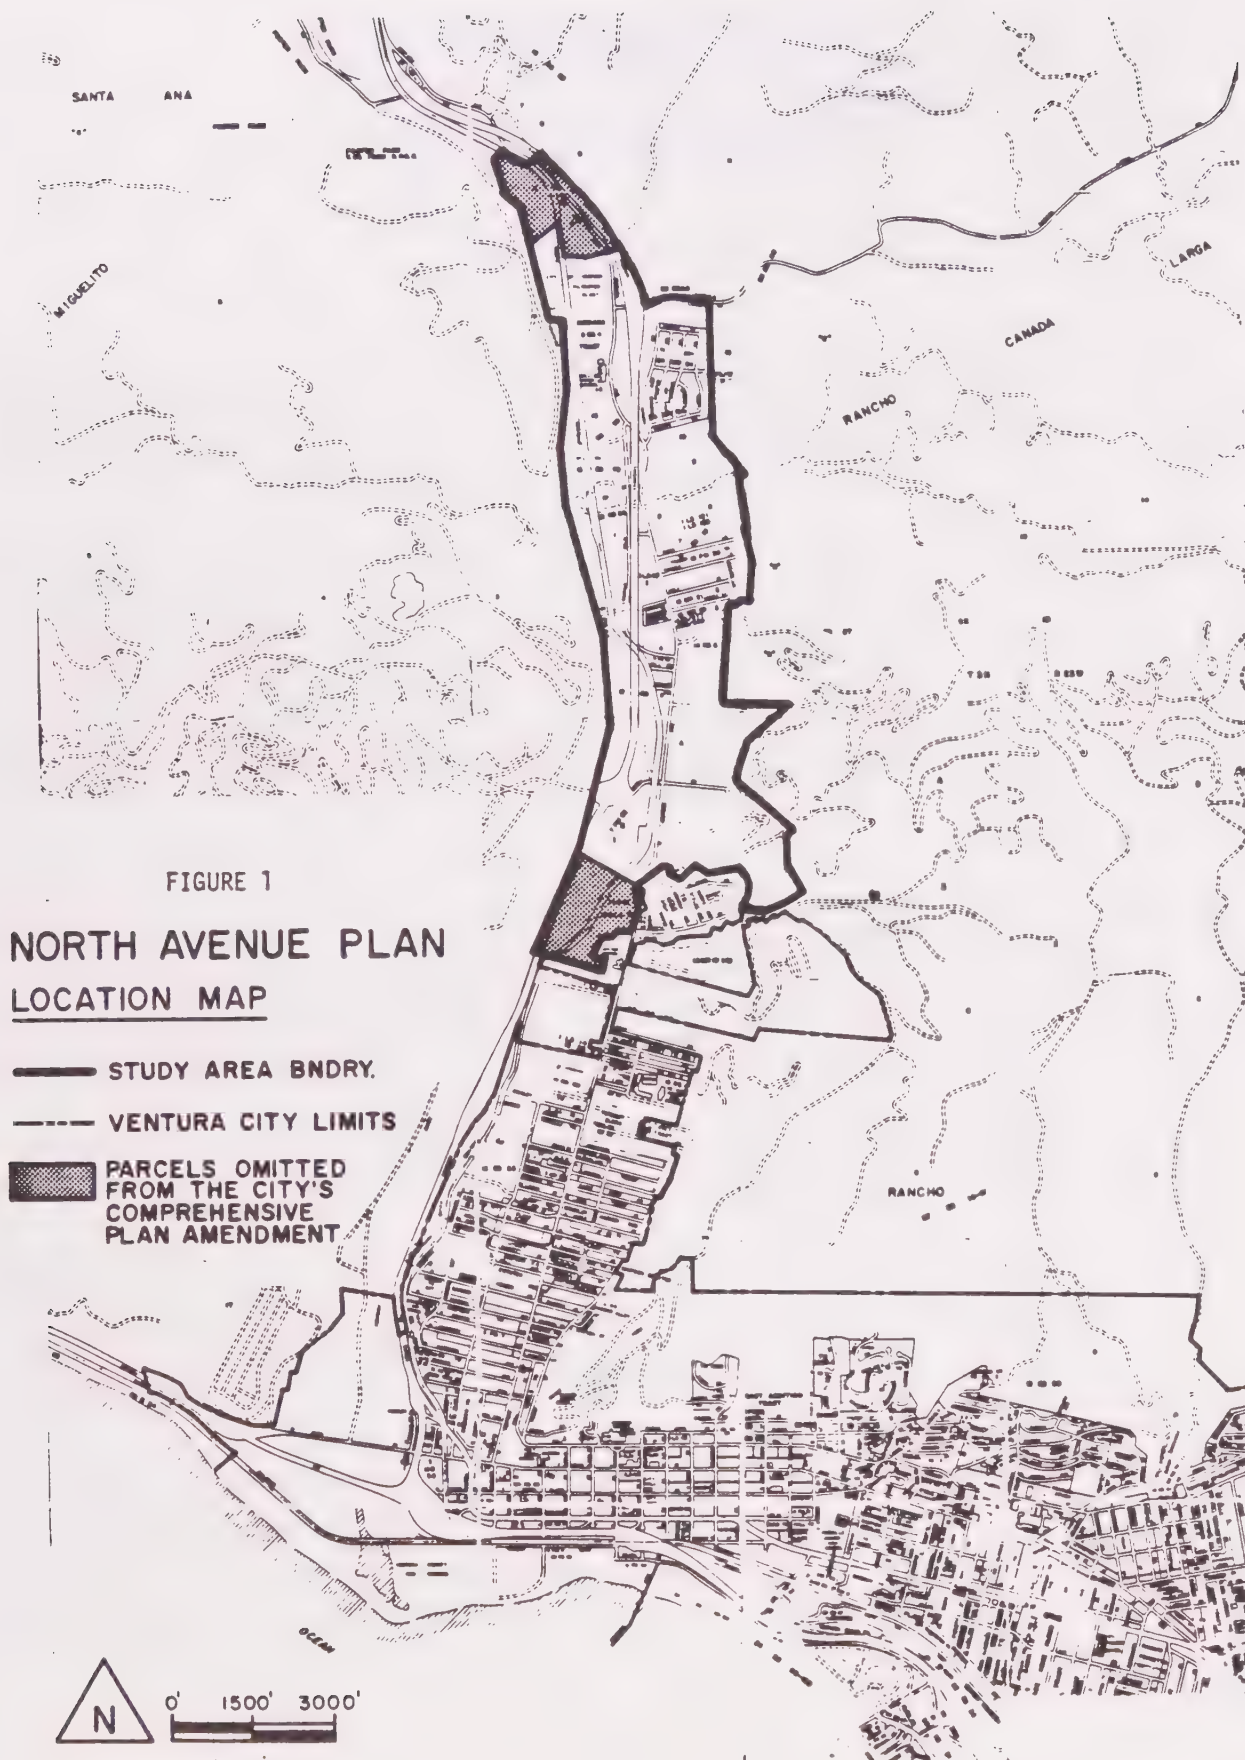 SANTA ANA
MIGUELITO
LARGA
CANADA
RANCHO
FIGURE 1
NORTH AVENUE PLAN
LOCATION MAP
STUDY AREA BNDRY.
VENTURA CITY LIMITS
PARCELS OMITTED
FROM THE CITY'S
COMPREHENSIVE
PLAN AMENDMENT
RANCHO
OCEAN
N
0' 1500' 3000'